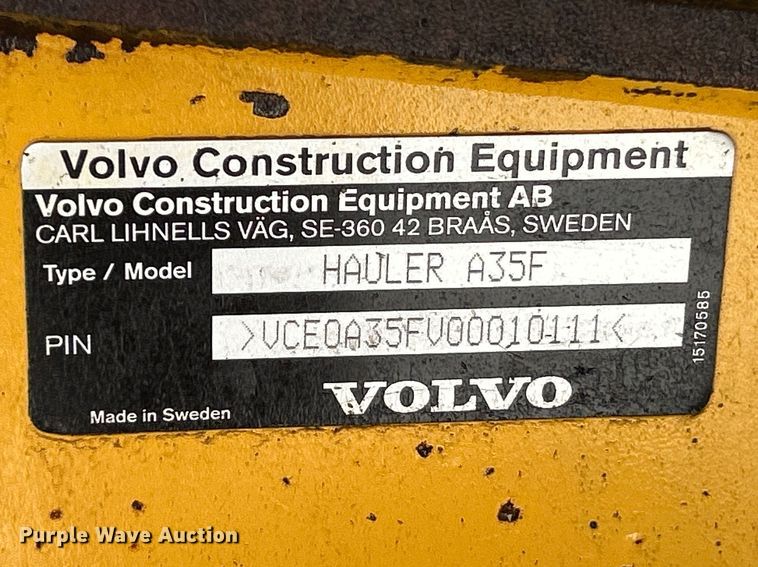 Volvo Construction Equipment
Volvo Construction Equipment AB
CARL LIHNELLS VÄG, SE-360 42 BRAÅS, SWEDEN
Type / Model HAULER A35F
PIN >VCE0A35FV00010111<
15170585
VOLVO
Made in Sweden
Purple Wave Auction